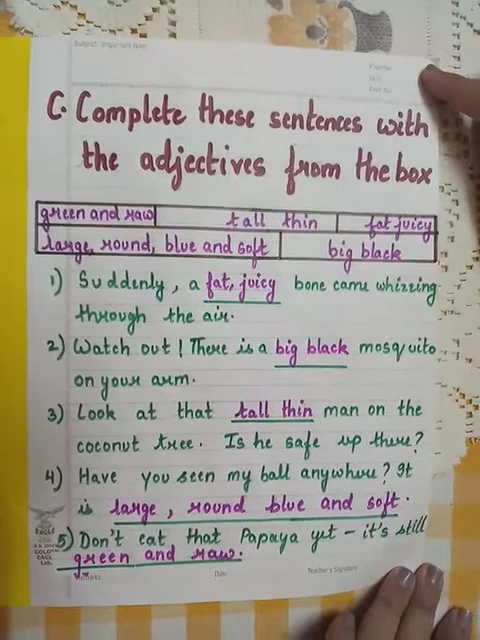 Subject :
C. Complete these sentences with
the adjectives from the box
green and raw tall thin fat juicy
large, round, blue and soft big black
1) Suddenly, a fat, juicy bone came whizzing
through the air.
2) Watch out! There is a big black mosquito
on your arm.
3) Look at that tall thin man on the
coconut tree. Is he safe up there?
4) Have you seen my ball anywhere? It
is large, round blue and soft.
5) Don't eat that Papaya yet - it's still
green and raw.
EAGLE
Remarks Date Teacher's Signature